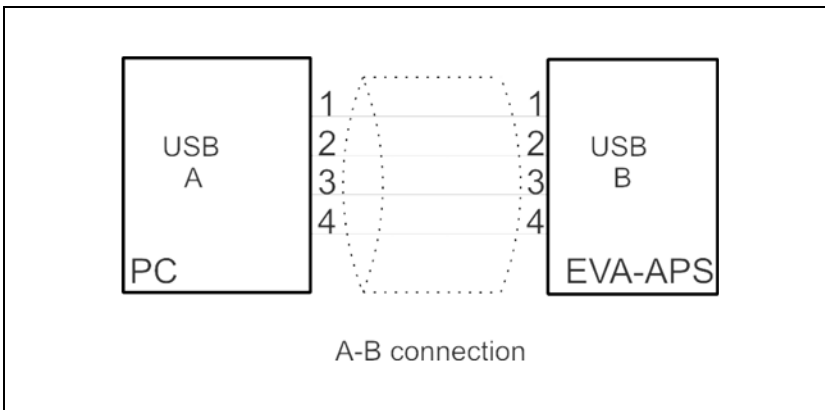 1 1
USB A 2 2 USB B
3 3
4 4
PC EVA-APS
A-B connection